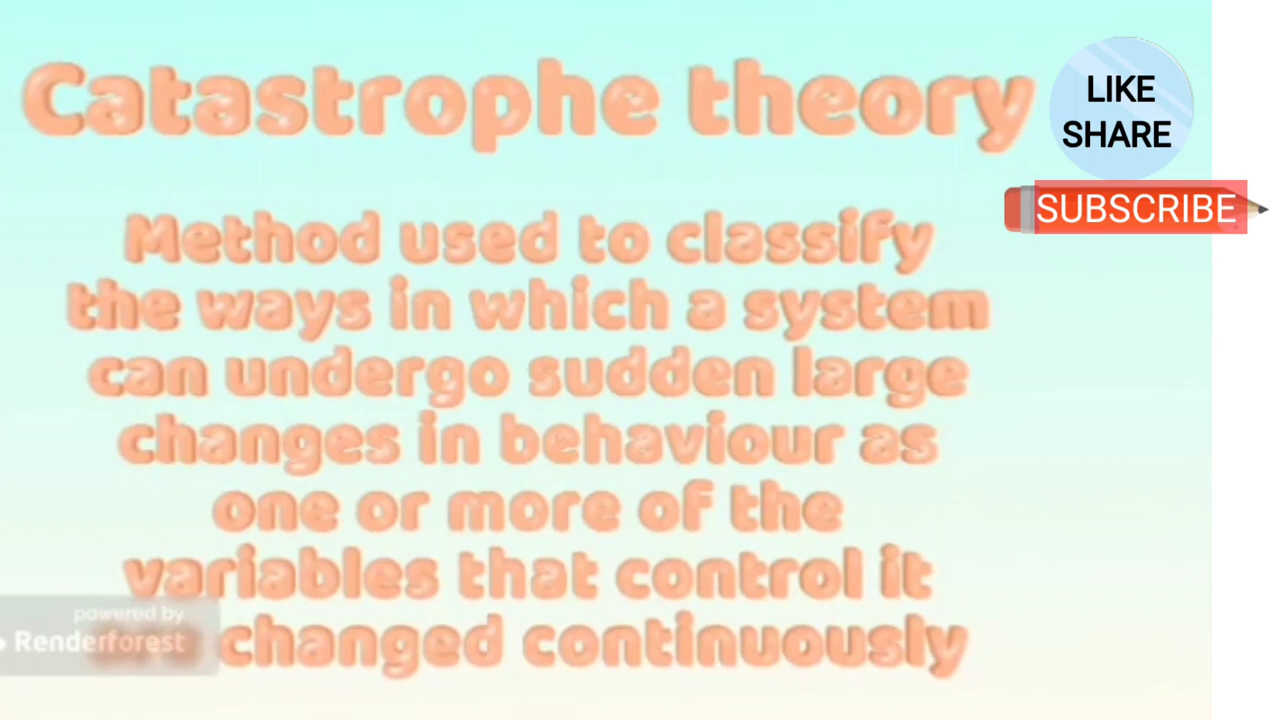 Catastrophe theory
LIKE
SHARE
SUBSCRIBE
Method used to classify
the ways in which a system
can undergo sudden large
changes in behaviour as
one or more of the
variables that control it
changed continuously
powered by
Renderforest